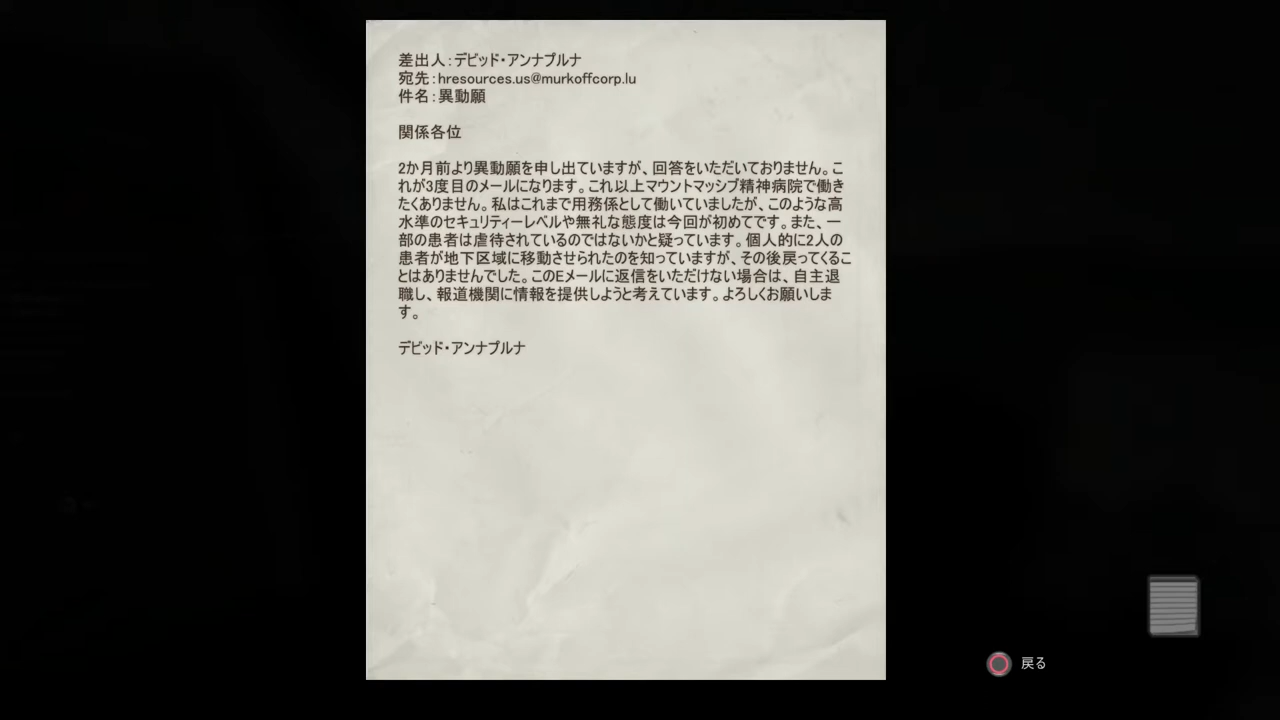 差出人：デビッド・アンナプルナ
宛先：hresources.us@murkoffcorp.lu
件名：異動願
関係各位
2か月前より異動願を申し出ていますが、回答をいただいておりません。こ
れが3度目のメールになります。これ以上マウントマッシブ精神病院で働き
たくありません。私はこれまで用務係として働いていましたが、このような高
水準のセキュリティーレベルや無礼な態度は今回が初めてです。また、一
部の患者は虐待されているのではないかと疑っています。個人的に2人の
患者が地下区域に移動させられたのを知っていますが、その後戻ってくるこ
とはありませんでした。このEメールに返信をいただけない場合は、自主退
職し、報道機関に情報を提供しようと考えています。よろしくお願いしま
す。
デビッド・アンナプルナ
戻る